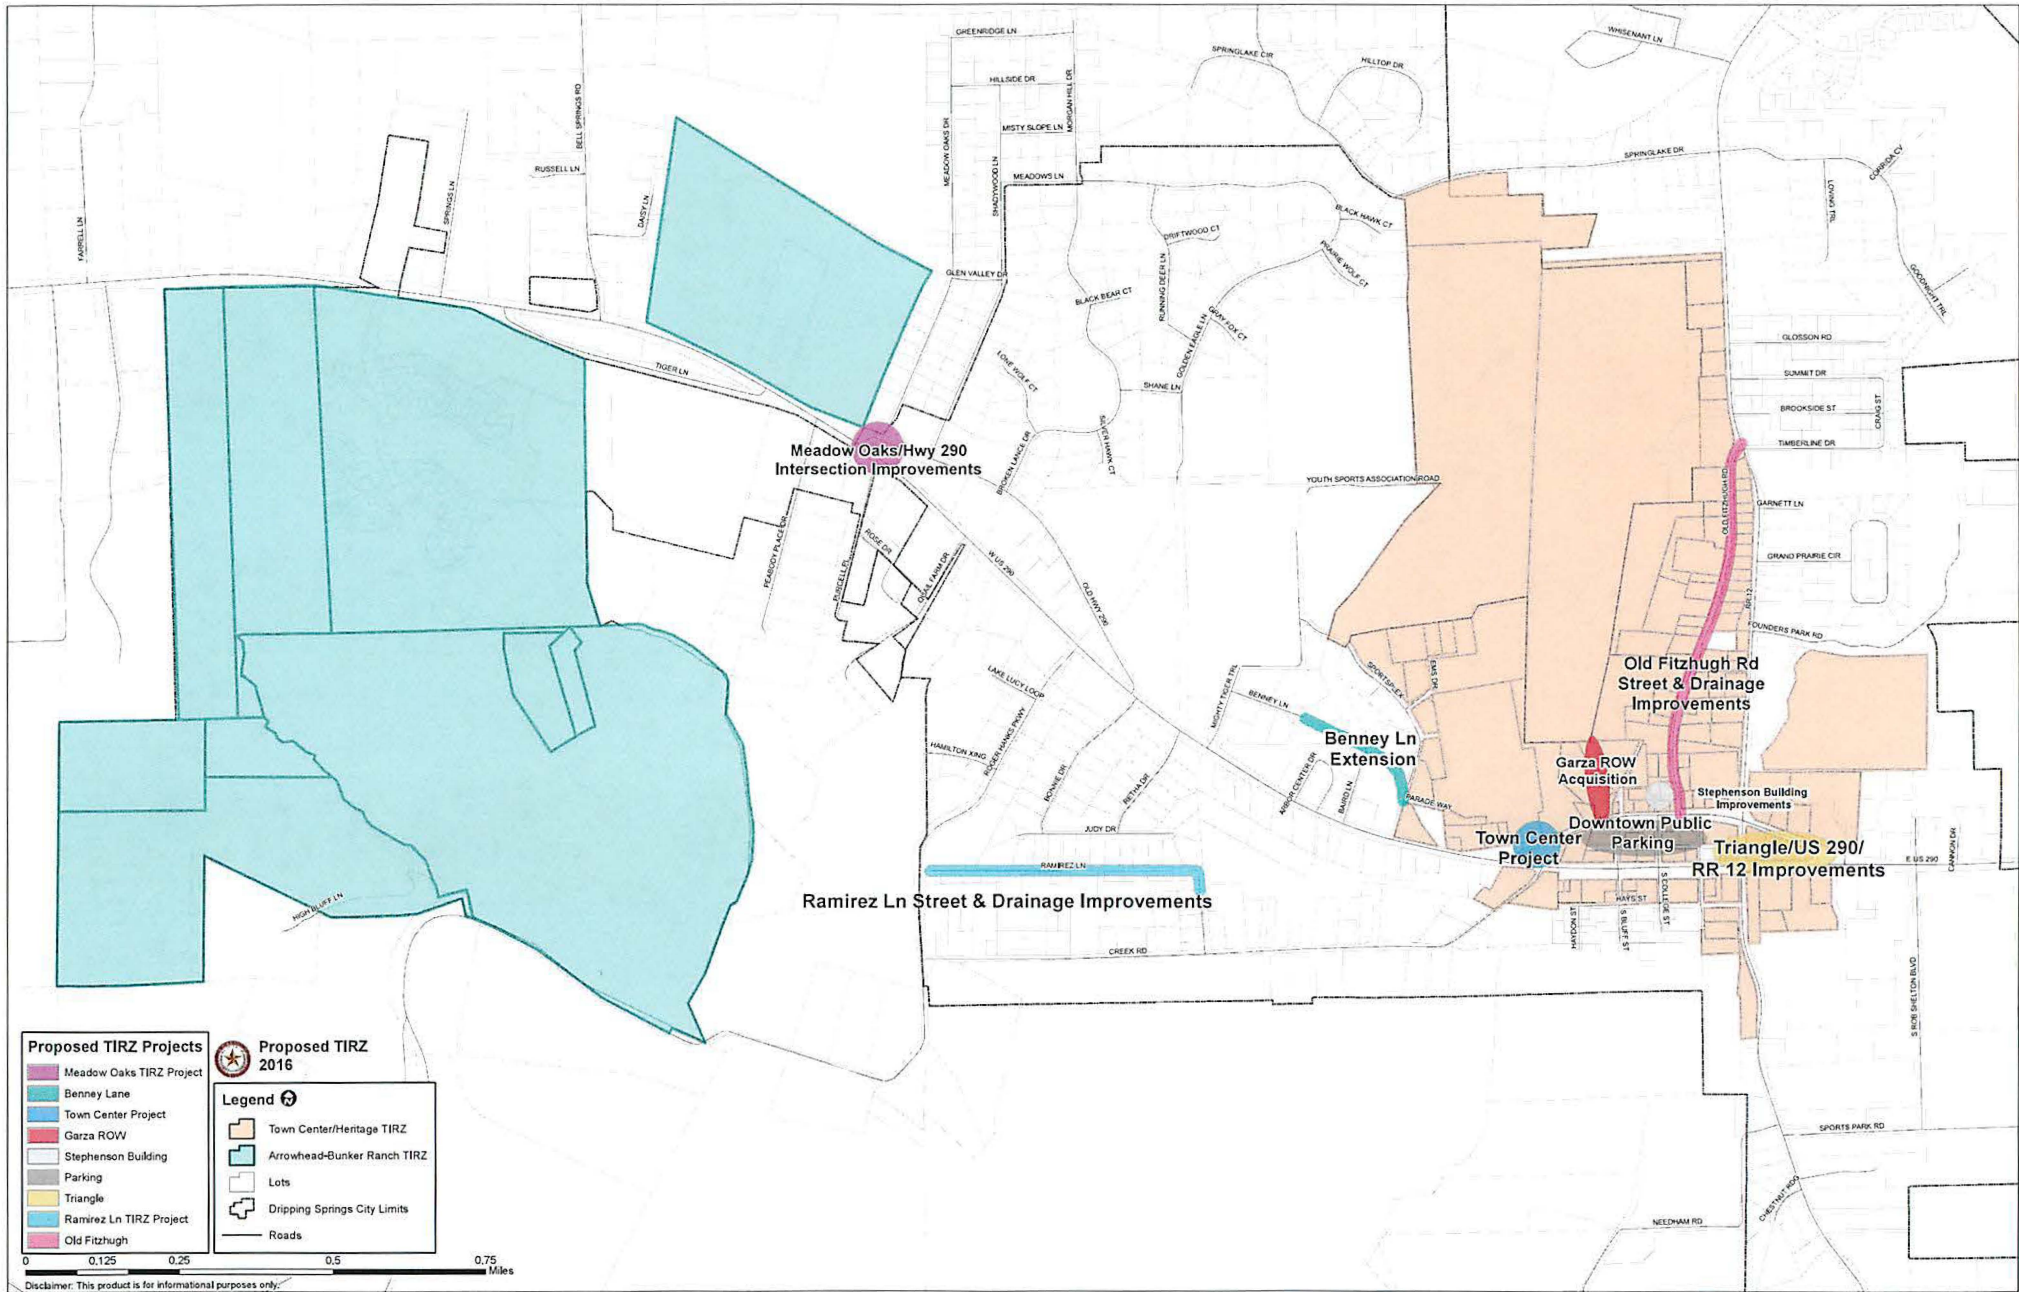 GREENRIDGE LN
HILLSIDE DR
MEADOW OAKS DR
MORGAN HILL DR
MISTY SLOPE LN
SHADYWOOD LN
MEADOWS LN
GLEN VALLEY DR
SPRINGLAKE CIR
HILLTOP DR
WHISENANT LN
SPRINGLAKE DR
CORRIDA CV
LOVING TRL
GOODNIGHT TRL
FARRELL LN
SPRINGS LN
BELL SPRINGS RD
RUSSELL LN
DAISY LN
BLACK HAWK CT
DRIFTWOOD CT
PRAIRIE WOLF CT
RUNNING DEER LN
BLACK BEAR CT
GRAY FOX CT
GOLDEN EAGLE LN
LONE WOLF CT
SHANE LN
SILVER HAWK CT
BROKEN LANCE DR
TIGER LN
GLOSSON RD
SUMMIT DR
BROOKSIDE ST
CRAIG ST
TIMBERLINE DR
Meadow Oaks/Hwy 290
Intersection Improvements
YOUTH SPORTS ASSOCIATION ROAD
OLD FITZHUGH RD
GARNETT LN
GRAND PRAIRIE CIR
RR 12
FOUNDERS PARK RD
PEABODY PLACE DR
PURCELL PL
ROSE DR
QUAIL FARM DR
W US 290
OLD HWY 290
LAKE LUCY LOOP
ROGER HANKS PKWY
HAMILTON XING
BONNIE DR
RETHA DR
JUDY DR
MIGHTY TIGER TRL
BENNEY LN
SPORTSPLEX
EMS DR
ARBOR CENTER DR
BAIRD LN
PARADE WAY
Benney Ln
Extension
Old Fitzhugh Rd
Street & Drainage
Improvements
Garza ROW
Acquisition
Stephenson Building
Improvements
Downtown Public
Parking
Town Center
Project
Triangle/US 290/
RR 12 Improvements
E US 290
CANNON DR
RAMIREZ LN
Ramirez Ln Street & Drainage Improvements
CREEK RD
HAYS ST
HAYDON ST
S BLUFF ST
S COLLEGE ST
S ROB SHELTON BLVD
HIGH BLUFF LN
SPORTS PARK RD
CHESTNUT RDG
NEEDHAM RD
Proposed TIRZ Projects
Meadow Oaks TIRZ Project
Benney Lane
Town Center Project
Garza ROW
Stephenson Building
Parking
Triangle
Ramirez Ln TIRZ Project
Old Fitzhugh
Proposed TIRZ
2016
Legend
Town Center/Heritage TIRZ
Arrowhead-Bunker Ranch TIRZ
Lots
Dripping Springs City Limits
Roads
0 0.125 0.25 0.5 0.75
Miles
Disclaimer: This product is for informational purposes only.